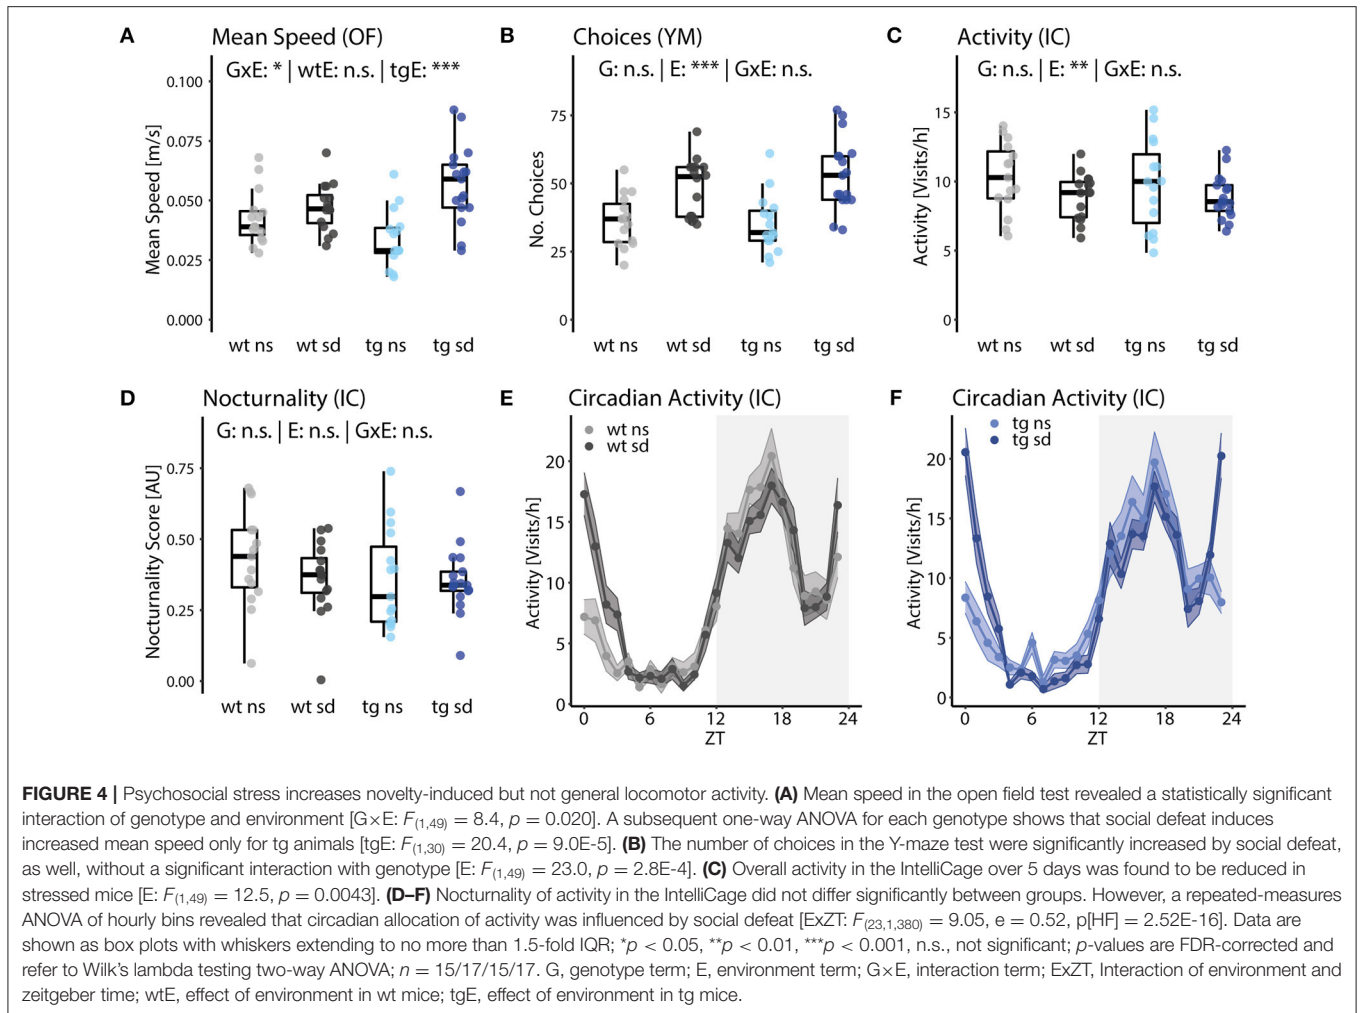 A Mean Speed (OF)
GxE: * | wtE: n.s. | tgE: ***
Mean Speed [m/s]
0.100
0.075
0.050
0.025
0.000
wt ns wt sd tg ns tg sd
B Choices (YM)
G: n.s. | E: *** | GxE: n.s.
No. Choices
75
50
25
0
wt ns wt sd tg ns tg sd
C Activity (IC)
G: n.s. | E: ** | GxE: n.s.
Activity [Visits/h]
15
10
5
0
wt ns wt sd tg ns tg sd
D Nocturnality (IC)
G: n.s. | E: n.s. | GxE: n.s.
Nocturnality Score [AU]
0.75
0.50
0.25
0.00
wt ns wt sd tg ns tg sd
E Circadian Activity (IC)
wt ns
wt sd
Activity [Visits/h]
20
15
10
5
0
0 6 12 18 24
ZT
F Circadian Activity (IC)
tg ns
tg sd
Activity [Visits/h]
20
15
10
5
0
0 6 12 18 24
ZT
FIGURE 4 | Psychosocial stress increases novelty-induced but not general locomotor activity. (A) Mean speed in the open field test revealed a statistically significant
interaction of genotype and environment [G×E: F(1,49) = 8.4, p = 0.020]. A subsequent one-way ANOVA for each genotype shows that social defeat induces
increased mean speed only for tg animals [tgE: F(1,30) = 20.4, p = 9.0E-5]. (B) The number of choices in the Y-maze test were significantly increased by social defeat,
as well, without a significant interaction with genotype [E: F(1,49) = 23.0, p = 2.8E-4]. (C) Overall activity in the IntelliCage over 5 days was found to be reduced in
stressed mice [E: F(1,49) = 12.5, p = 0.0043]. (D–F) Nocturnality of activity in the IntelliCage did not differ significantly between groups. However, a repeated-measures
ANOVA of hourly bins revealed that circadian allocation of activity was influenced by social defeat [ExZT: F(23,1,380) = 9.05, e = 0.52, p[HF] = 2.52E-16]. Data are
shown as box plots with whiskers extending to no more than 1.5-fold IQR; *p < 0.05, **p < 0.01, ***p < 0.001, n.s., not significant; p-values are FDR-corrected and
refer to Wilk's lambda testing two-way ANOVA; n = 15/17/15/17. G, genotype term; E, environment term; G×E, interaction term; ExZT, Interaction of environment and
zeitgeber time; wtE, effect of environment in wt mice; tgE, effect of environment in tg mice.